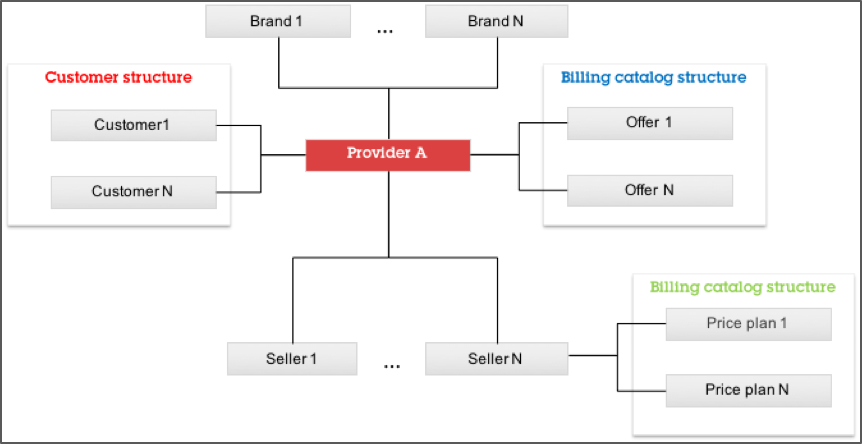 Brand 1
...
Brand N
Customer structure
Billing catalog structure
Customer1
Offer 1
Provider A
Customer N
Offer N
Billing catalog structure
Price plan 1
Seller 1
...
Seller N
Price plan N